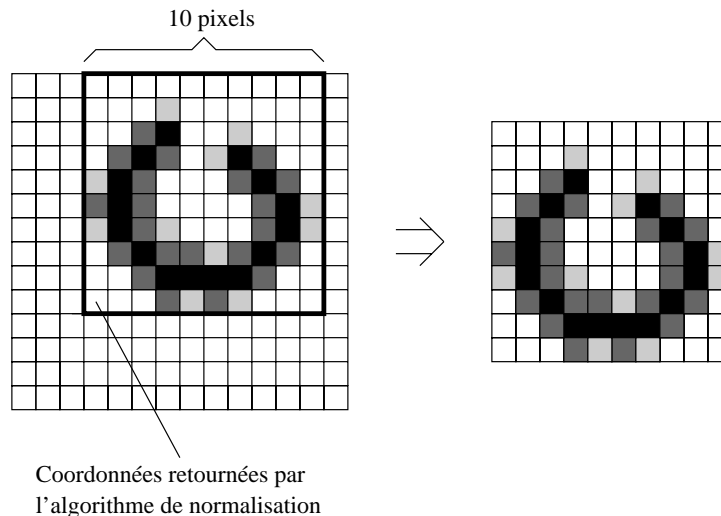 10 pixels
Coordonnées retournées par
l'algorithme de normalisation